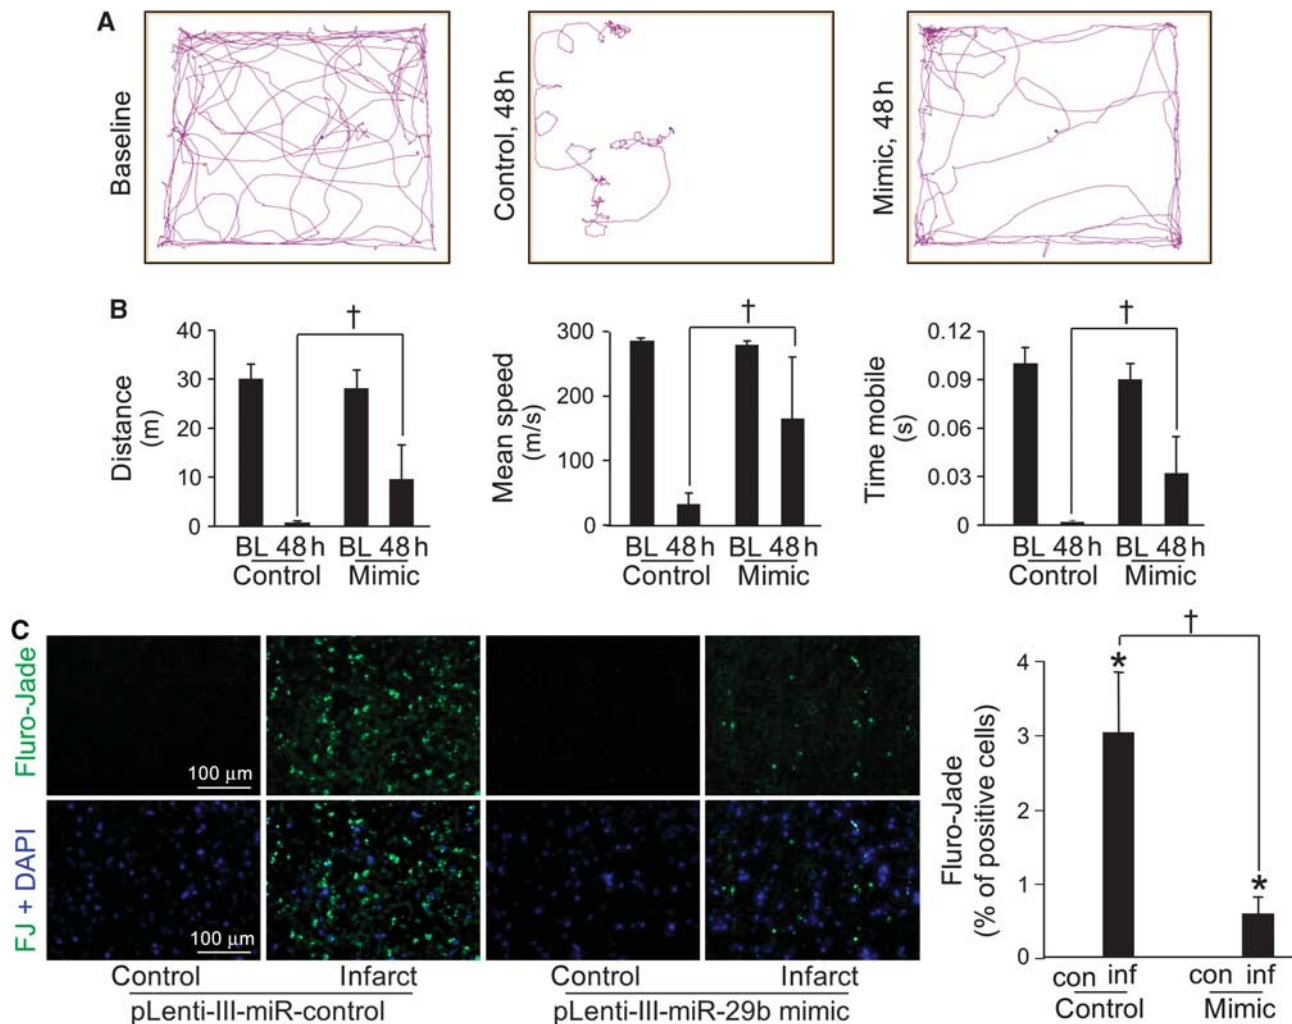 A
Baseline
Control, 48 h
Mimic, 48 h
B
Distance
(m)
40
30
20
10
0
†
BL 48 h
BL 48 h
Control
Mimic
Mean speed
(m/s)
300
200
100
0
†
BL 48 h
BL 48 h
Control
Mimic
Time mobile
(s)
0.12
0.09
0.06
0.03
0
†
BL 48 h
BL 48 h
Control
Mimic
C
Fluro-Jade
100 μm
FJ + DAPI
100 μm
Control
Infarct
Control
Infarct
pLenti-III-miR-control
pLenti-III-miR-29b mimic
Fluro-Jade
(% of positive cells)
4
3
2
1
0
†
*
*
con inf
con inf
Control
Mimic